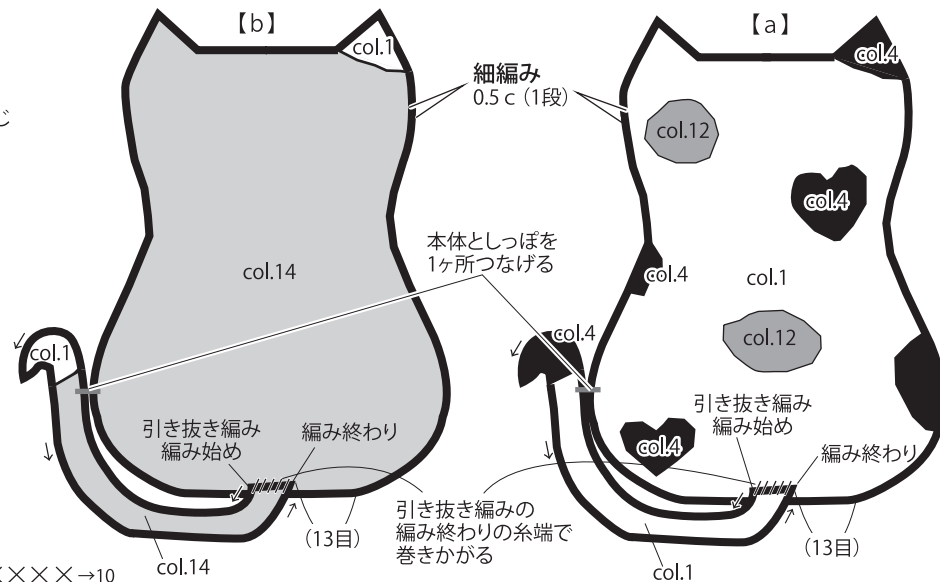 【b】
col.1
細編み
0.5 c（1段）
じ
col.14
本体としっぽを
1ヶ所つなげる
col.1
引き抜き編み
編み始め
編み終わり
（13目）
col.14
引き抜き編みの
編み終わりの糸端で
巻きかがる
×××→10
【a】
col.4
col.12
col.4
col.4
col.1
col.12
col.4
引き抜き編み
編み始め
col.4
編み終わり
（13目）
col.1